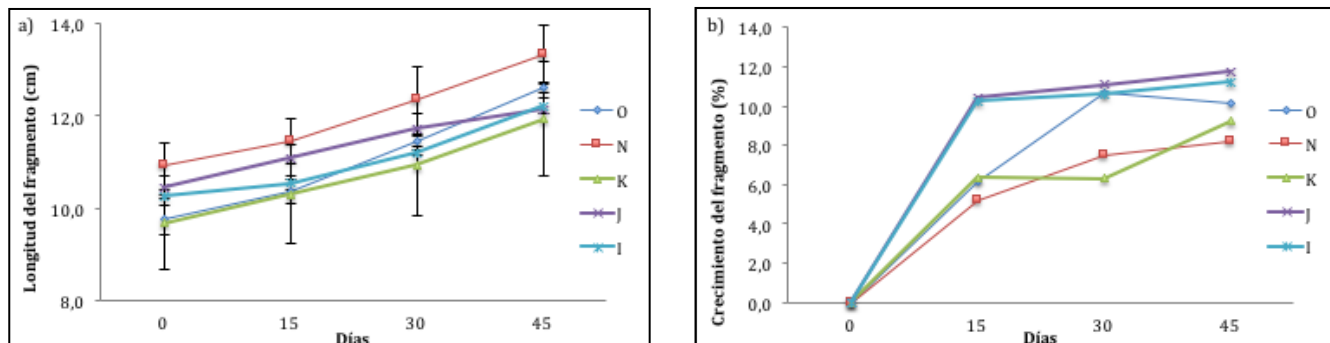 a)
14,0
12,0
10,0
8,0
Longitud del fragmento (cm)
0 15 30 45
Días
O
N
K
J
I
b)
14,0
12,0
10,0
8,0
6,0
4,0
2,0
0,0
Crecimiento del fragmento (%)
0 15 30 45
Días
O
N
K
J
I